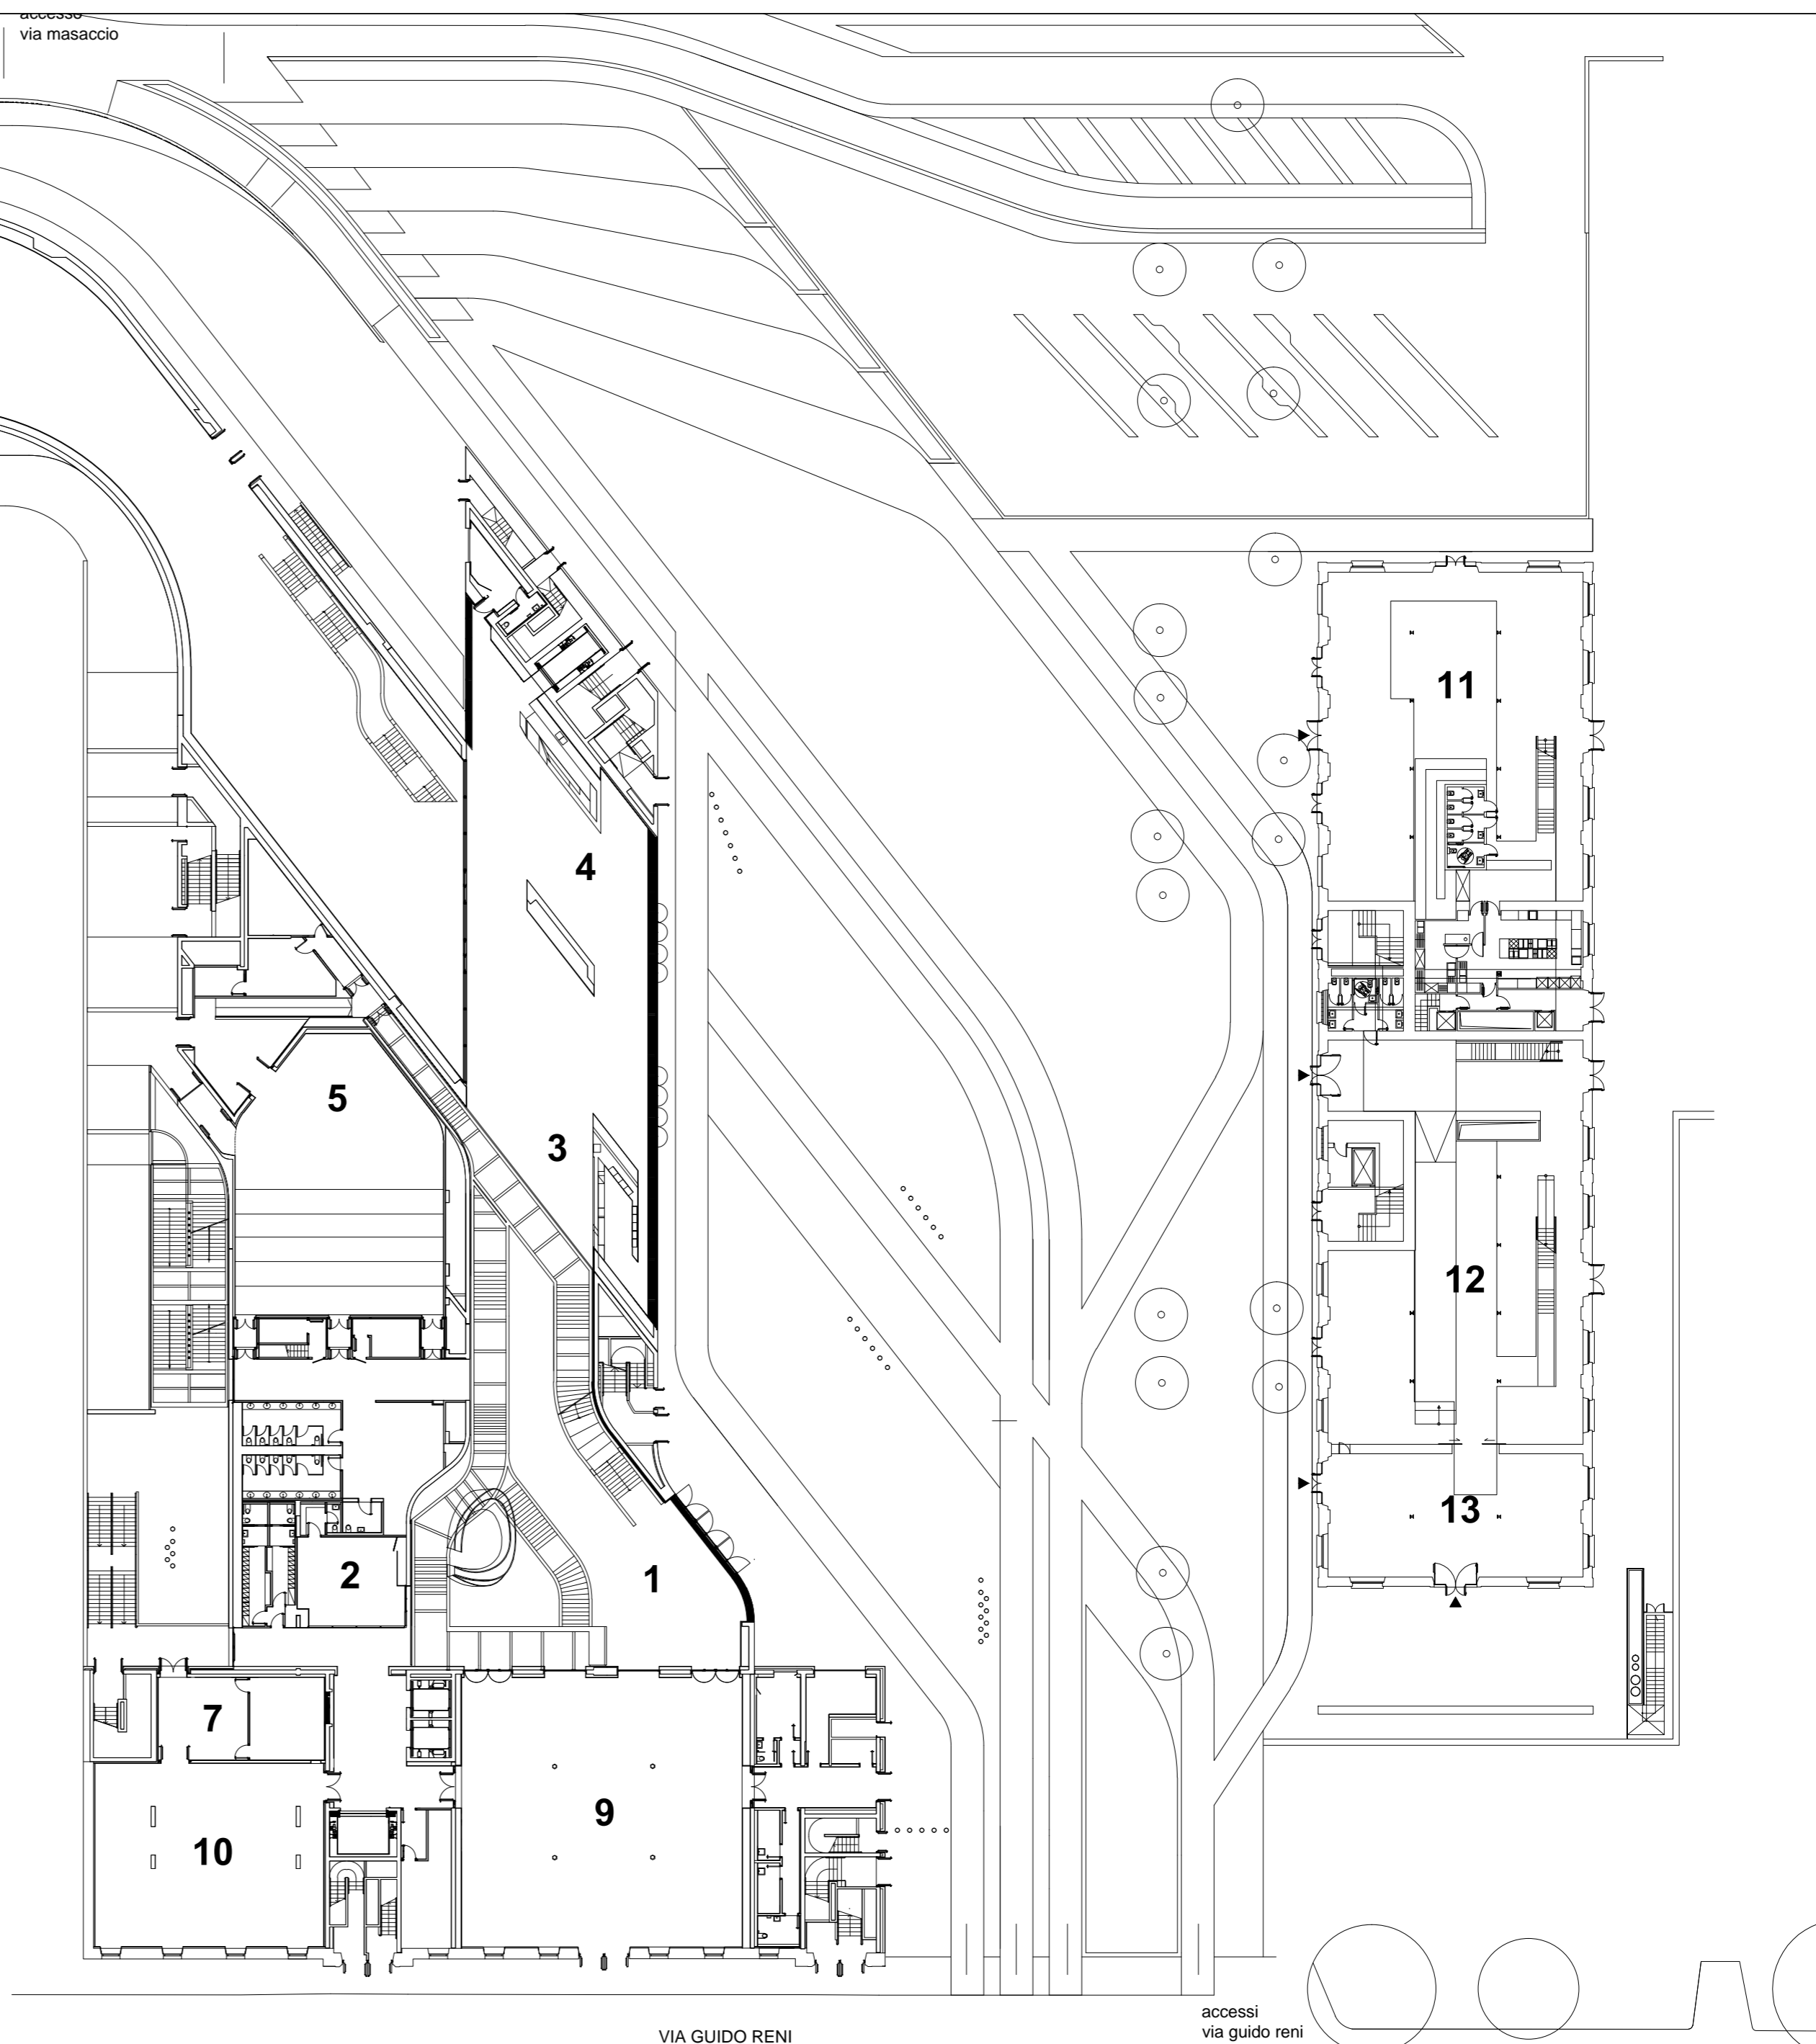 accesso
via masaccio
11
4
5
3
12
13
2
1
7
9
10
accessi
via guido reni
VIA GUIDO RENI